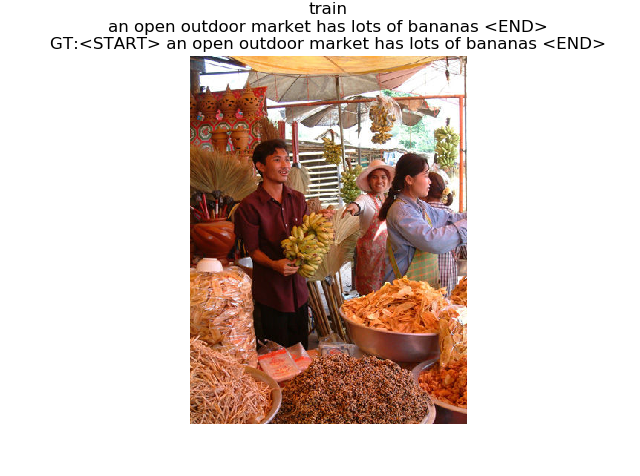 train
an open outdoor market has lots of bananas <END>
GT:<START> an open outdoor market has lots of bananas <END>